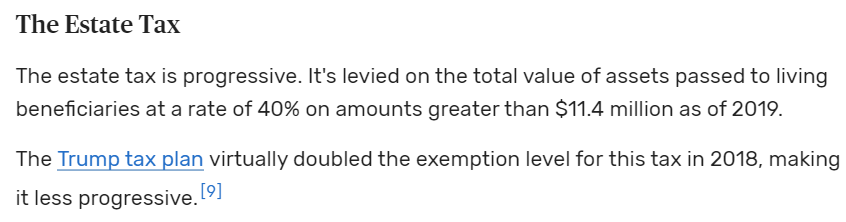 The Estate Tax
The estate tax is progressive. It's levied on the total value of assets passed to living
beneficiaries at a rate of 40% on amounts greater than $11.4 million as of 2019.
The Trump tax plan virtually doubled the exemption level for this tax in 2018, making
it less progressive. [9]